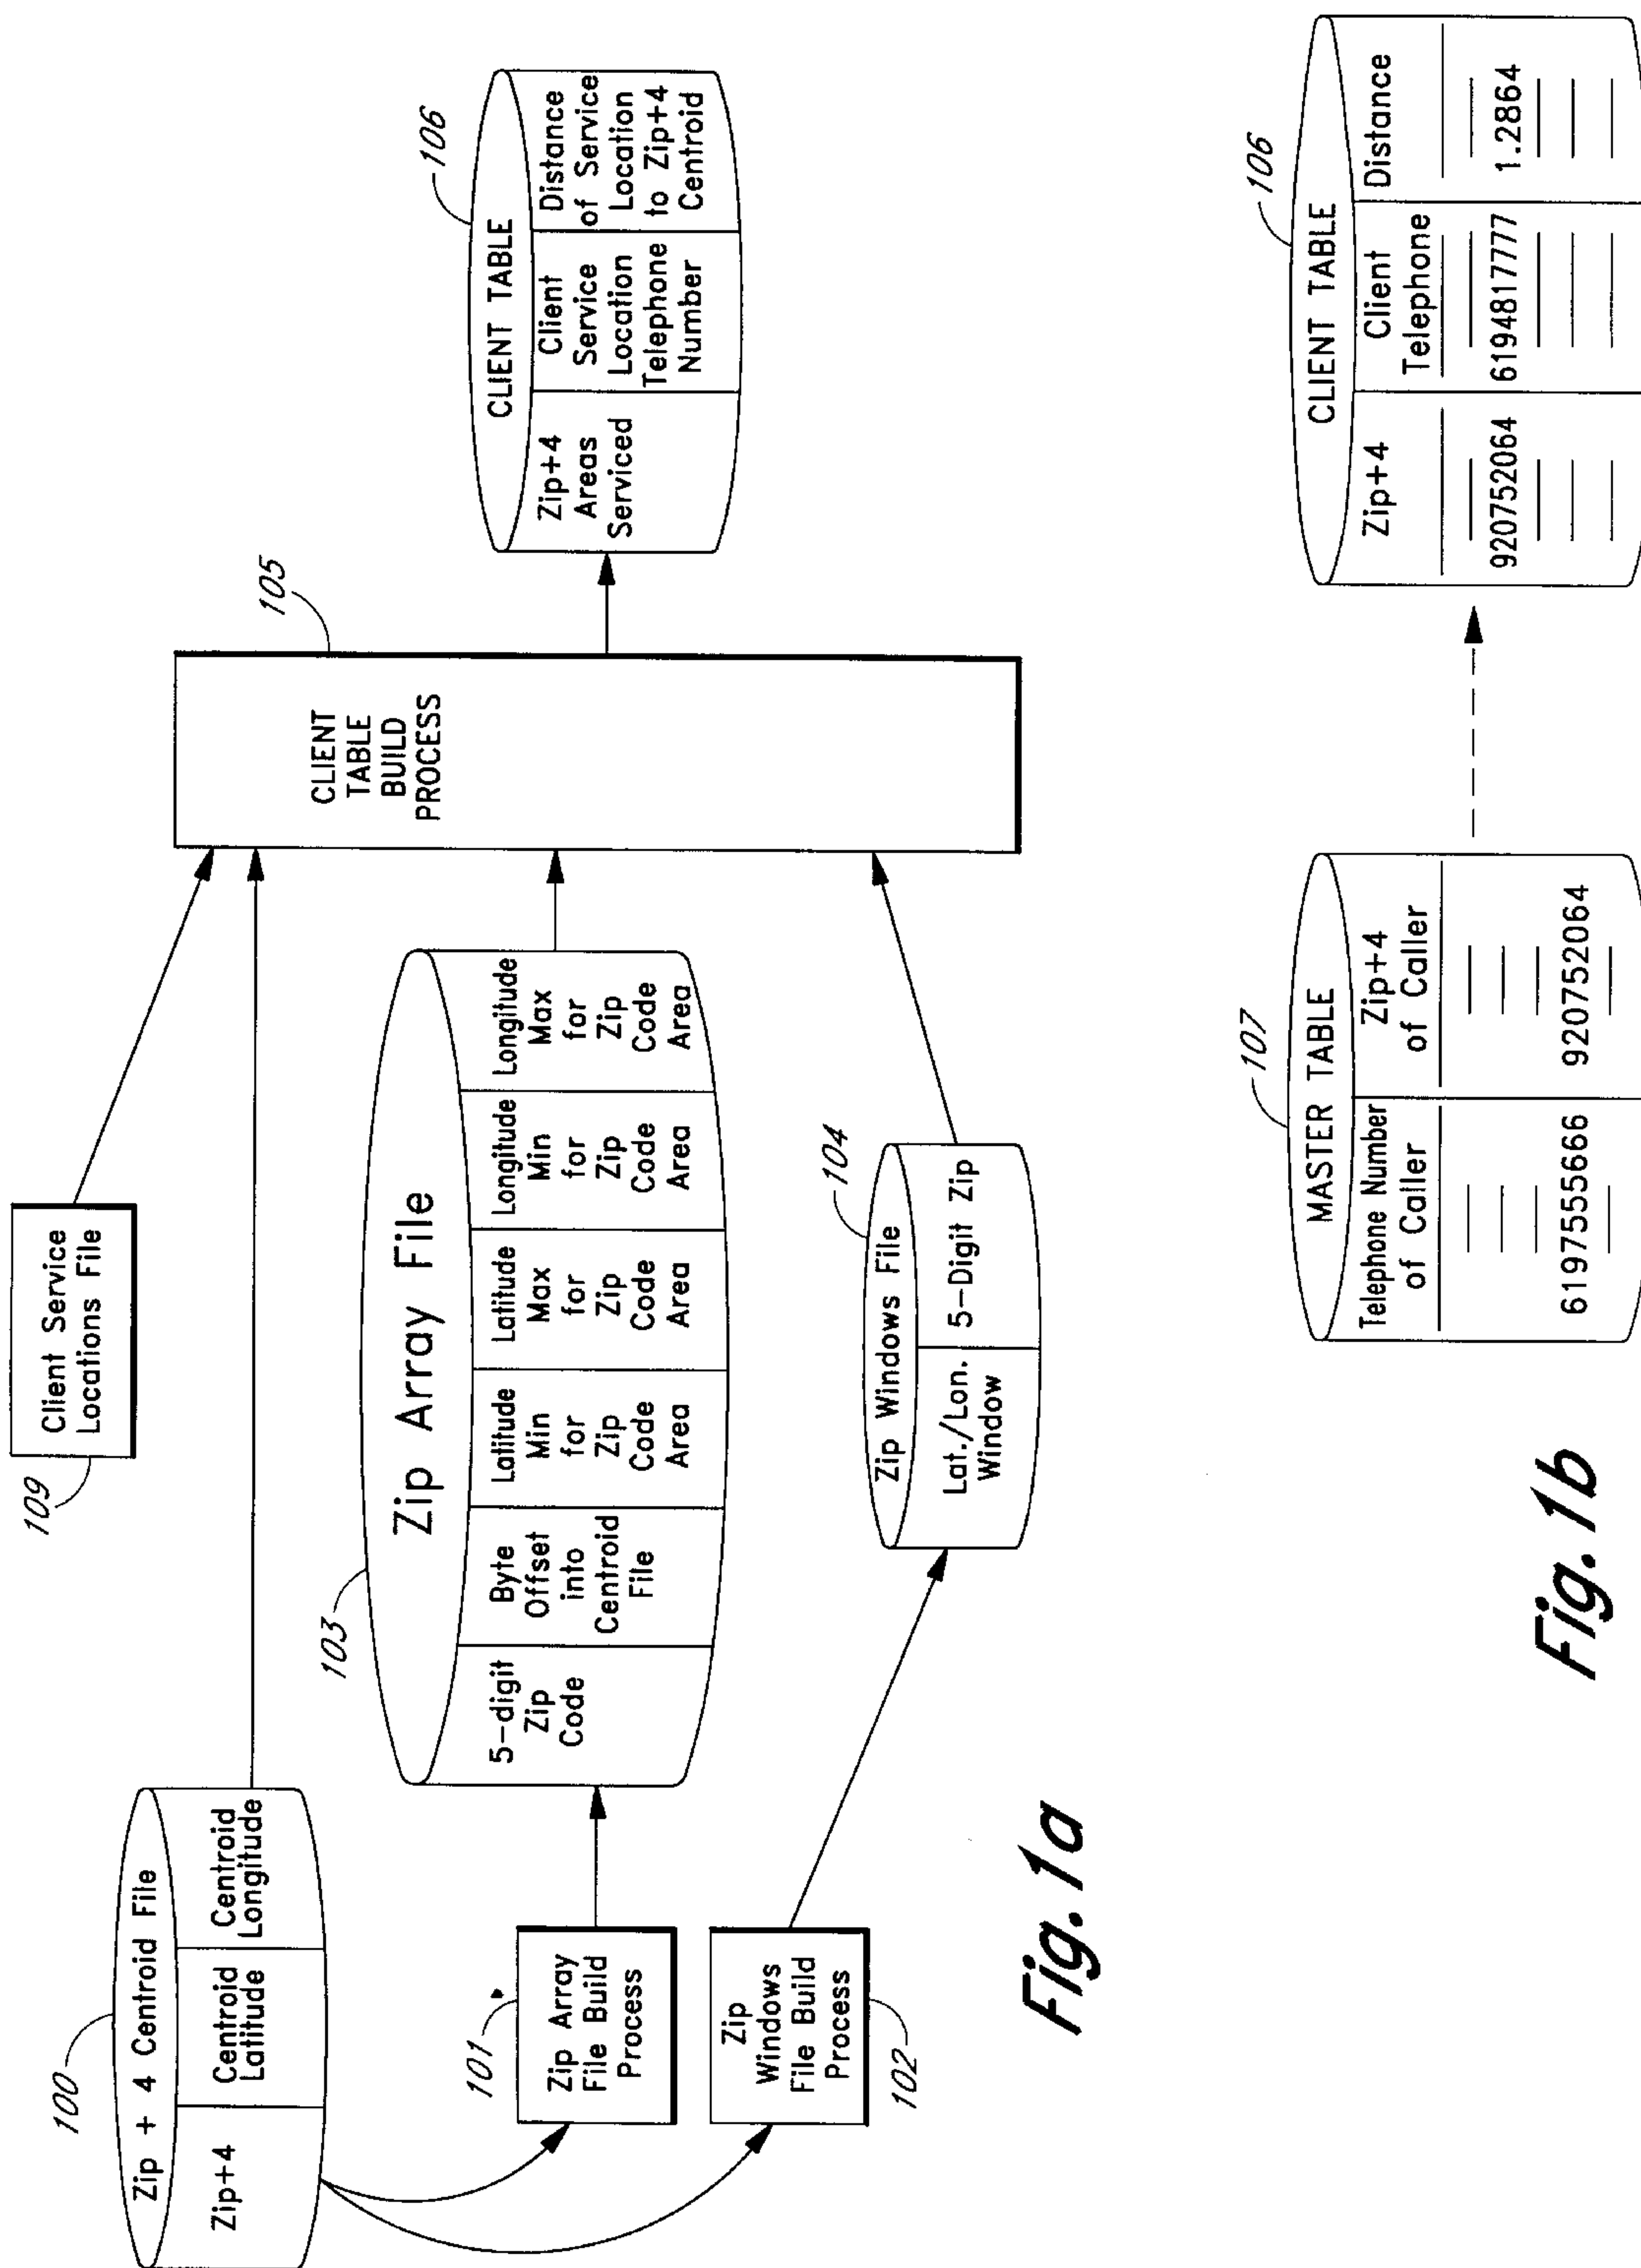 109
Client Service
Locations File
100
Zip + 4 Centroid File
Zip+4
Centroid
Latitude
Centroid
Longitude
101
Zip Array
File Build
Process
Zip
Windows
File Build
Process
102
103
Zip Array File
5-digit
Zip
Code
Byte
Offset
into
Centroid
File
Latitude
Min
for
Zip
Code
Area
Latitude
Max
for
Zip
Code
Area
Longitude
Min
for
Zip
Code
Area
Longitude
Max
for
Zip
Code
Area
104
Zip Windows File
Lat./Lon.
Window
5-Digit Zip
105
CLIENT
TABLE
BUILD
PROCESS
106
CLIENT TABLE
Zip+4
Areas
Serviced
Client
Service
Location
Telephone
Number
Distance
of Service
Location
to Zip+4
Centroid
Fig. 1a
107
MASTER TABLE
Telephone Number
of Caller
Zip+4
of Caller
6197555666
920752064
106
CLIENT TABLE
Zip+4
Client
Telephone
Distance
920752064
6194817777
1.2864
Fig. 1b